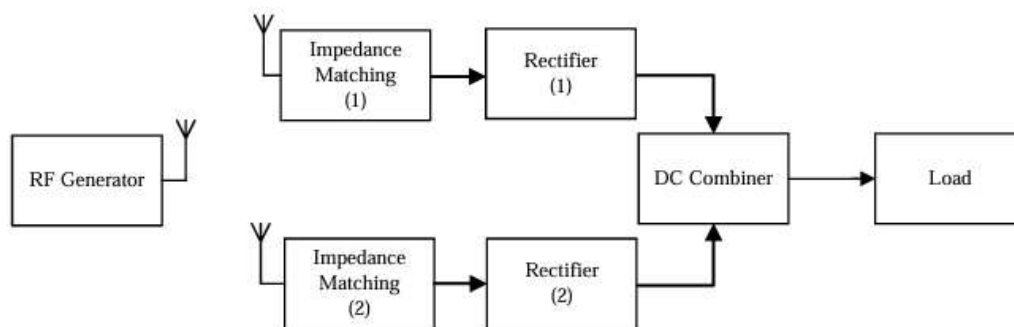 Impedance
Matching
(1)
Rectifier
(1)
RF Generator
DC Combiner
Load
Impedance
Matching
(2)
Rectifier
(2)